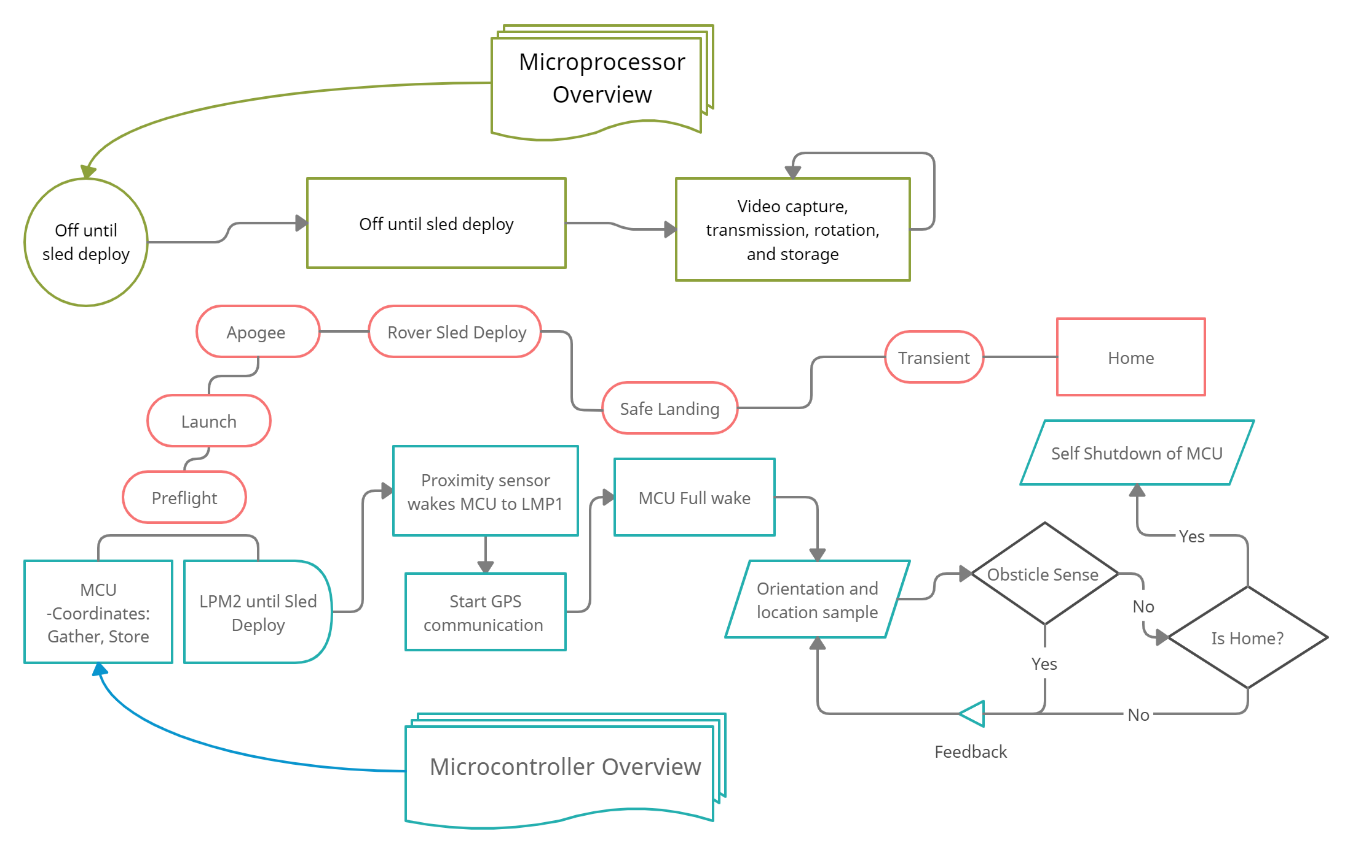 Microprocessor
Overview
Off until
sled deploy
Off until sled deploy
Video capture,
transmission, rotation,
and storage
Apogee
Rover Sled Deploy
Transient
Home
Safe Landing
Launch
Preflight
Self Shutdown of MCU
Proximity sensor
wakes MCU to LMP1
MCU Full wake
Yes
MCU
-Coordinates:
Gather, Store
LPM2 until Sled
Deploy
Start GPS
communication
Orientation and
location sample
Obsticle Sense
No
Is Home?
Yes
No
Feedback
Microcontroller Overview